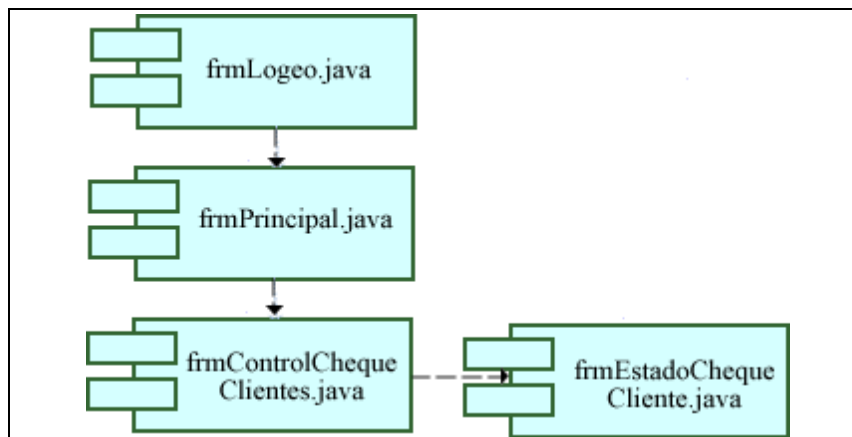 frmLogeo.java
frmPrincipal.java
frmControlCheque
Clientes.java
frmEstadoCheque
Cliente.java